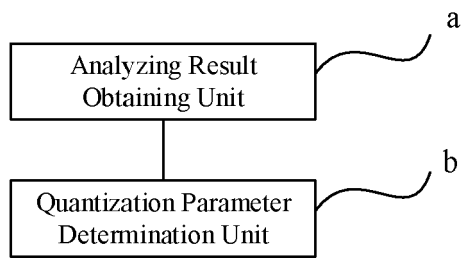 a
Analyzing Result
Obtaining Unit
b
Quantization Parameter
Determination Unit